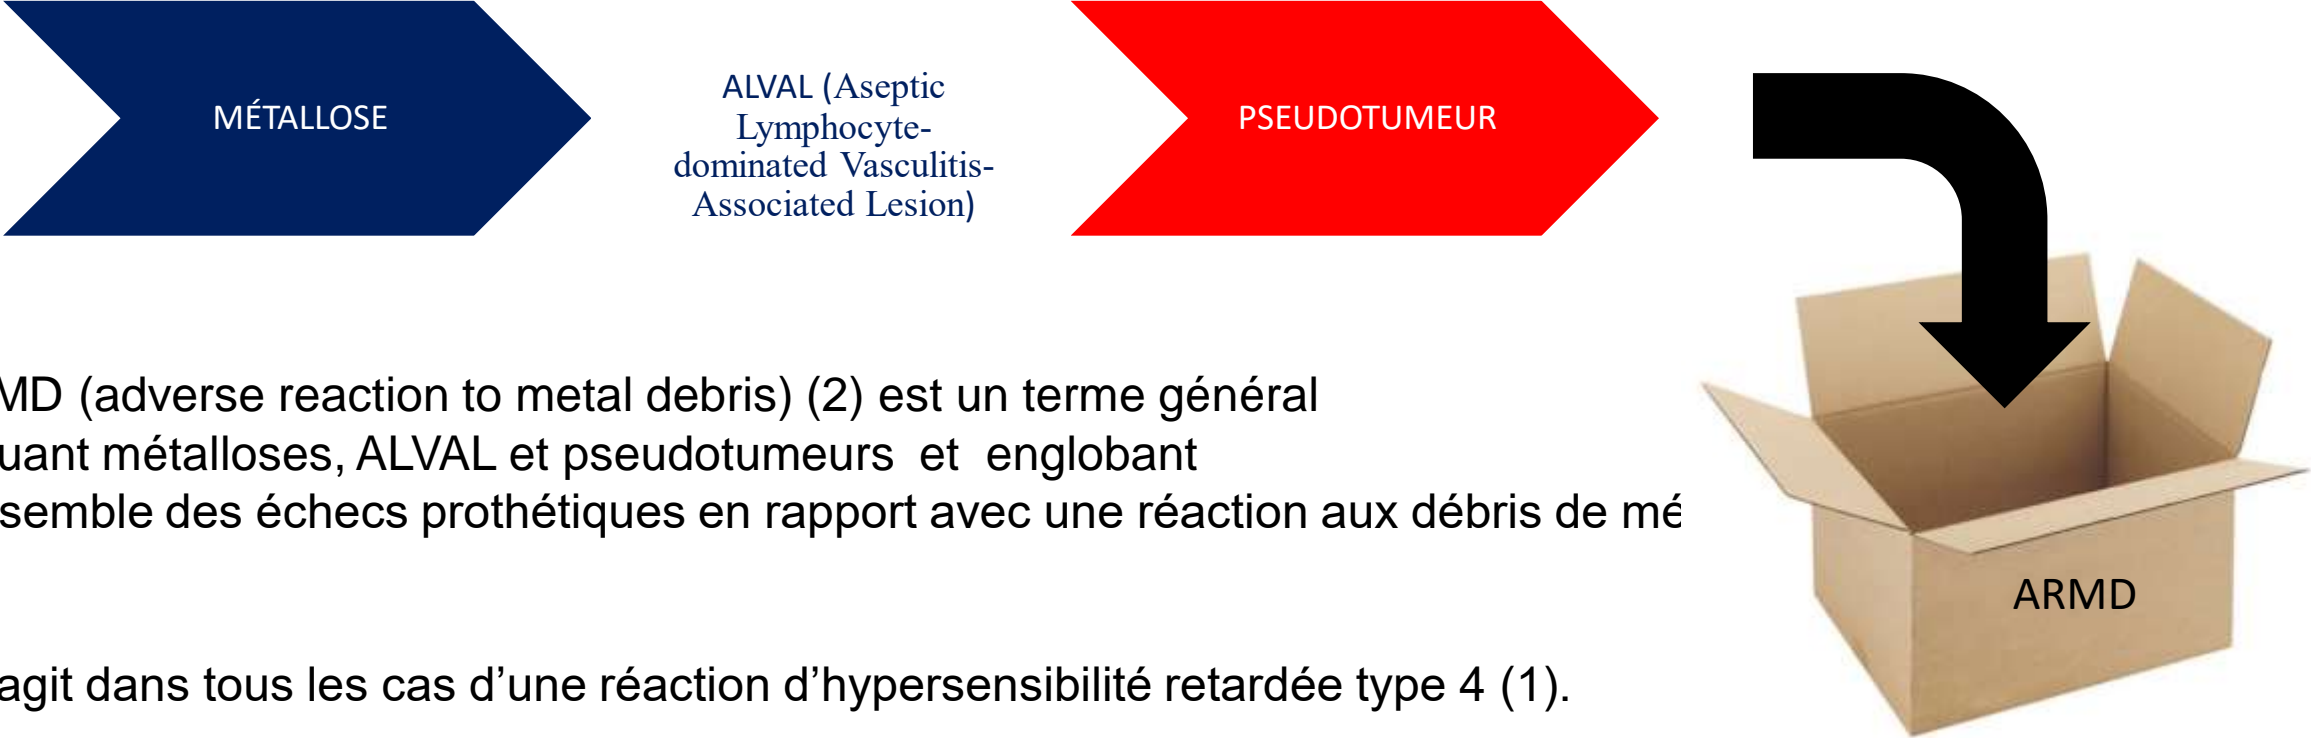 MÉTALLOSE
ALVAL (Aseptic
Lymphocyte-
dominated Vasculitis-
Associated Lesion)
PSEUDOTUMEUR
MD (adverse reaction to metal debris) (2) est un terme général
uant métalloses, ALVAL et pseudotumeurs et englobant
semble des échecs prothétiques en rapport avec une réaction aux débris de mé
agit dans tous les cas d’une réaction d’hypersensibilité retardée type 4 (1).
ARMD